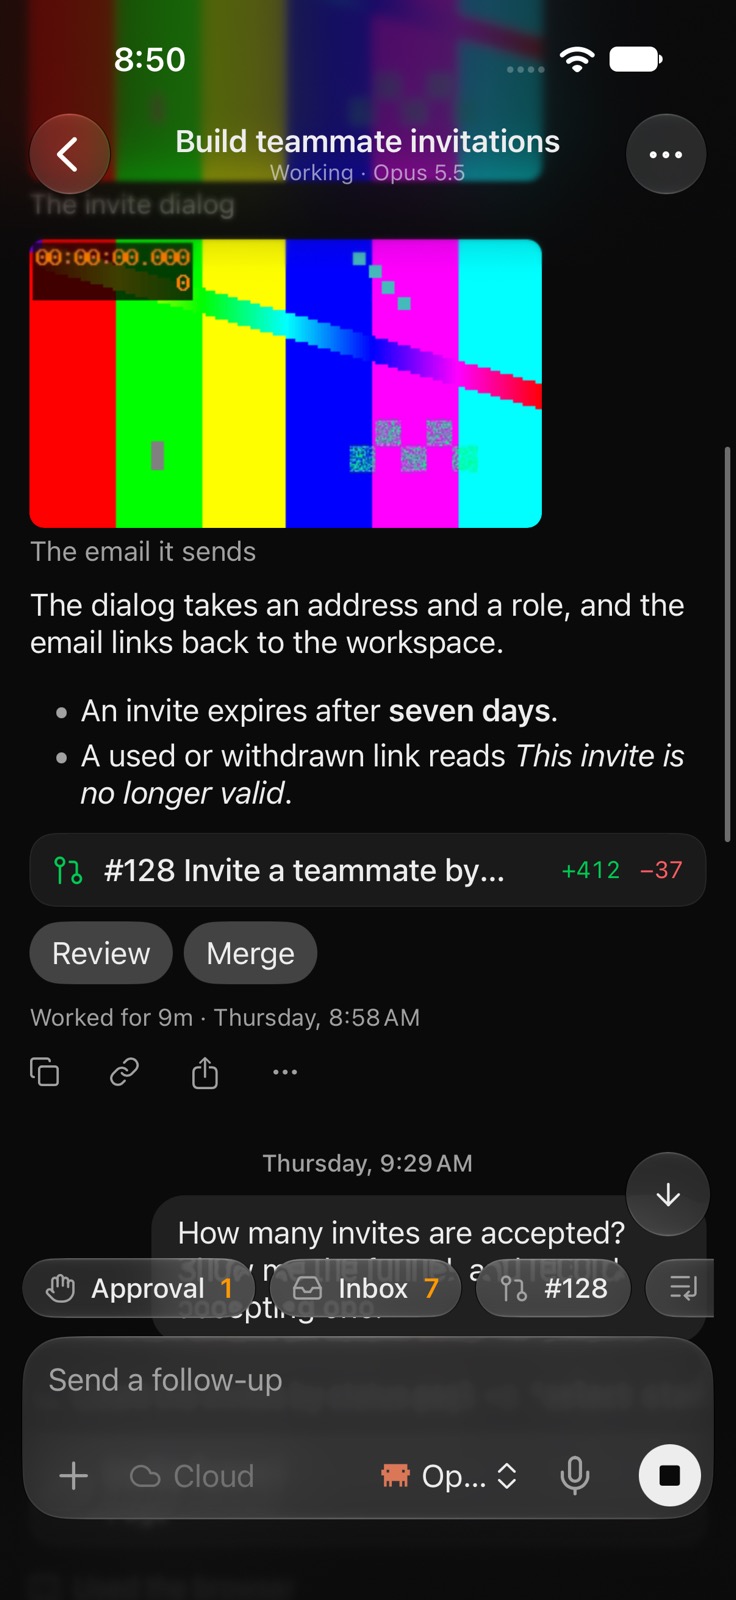 8:50
Build teammate invitations
Working · Opus 5.5
The invite dialog
00:00:00.000
0
The email it sends
The dialog takes an address and a role, and the
email links back to the workspace.
• An invite expires after seven days.
• A used or withdrawn link reads This invite is
no longer valid.
#128 Invite a teammate by... +412 −37
Review Merge
Worked for 9m · Thursday, 8:58 AM
Thursday, 9:29 AM
How many invites are accepted?
Approval 1 Inbox 7 #128
Send a follow-up
Cloud Op...